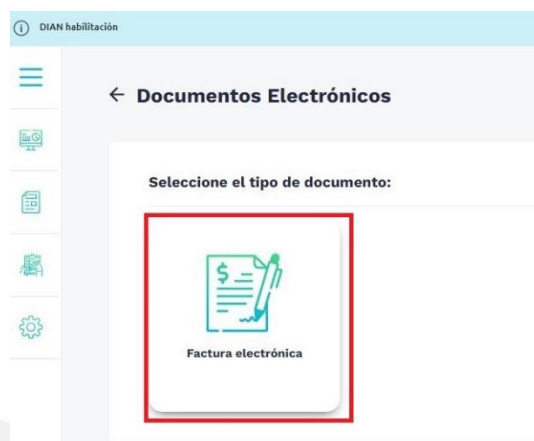 DIAN habilitación
Documentos Electrónicos
Seleccione el tipo de documento:
$
Factura electrónica